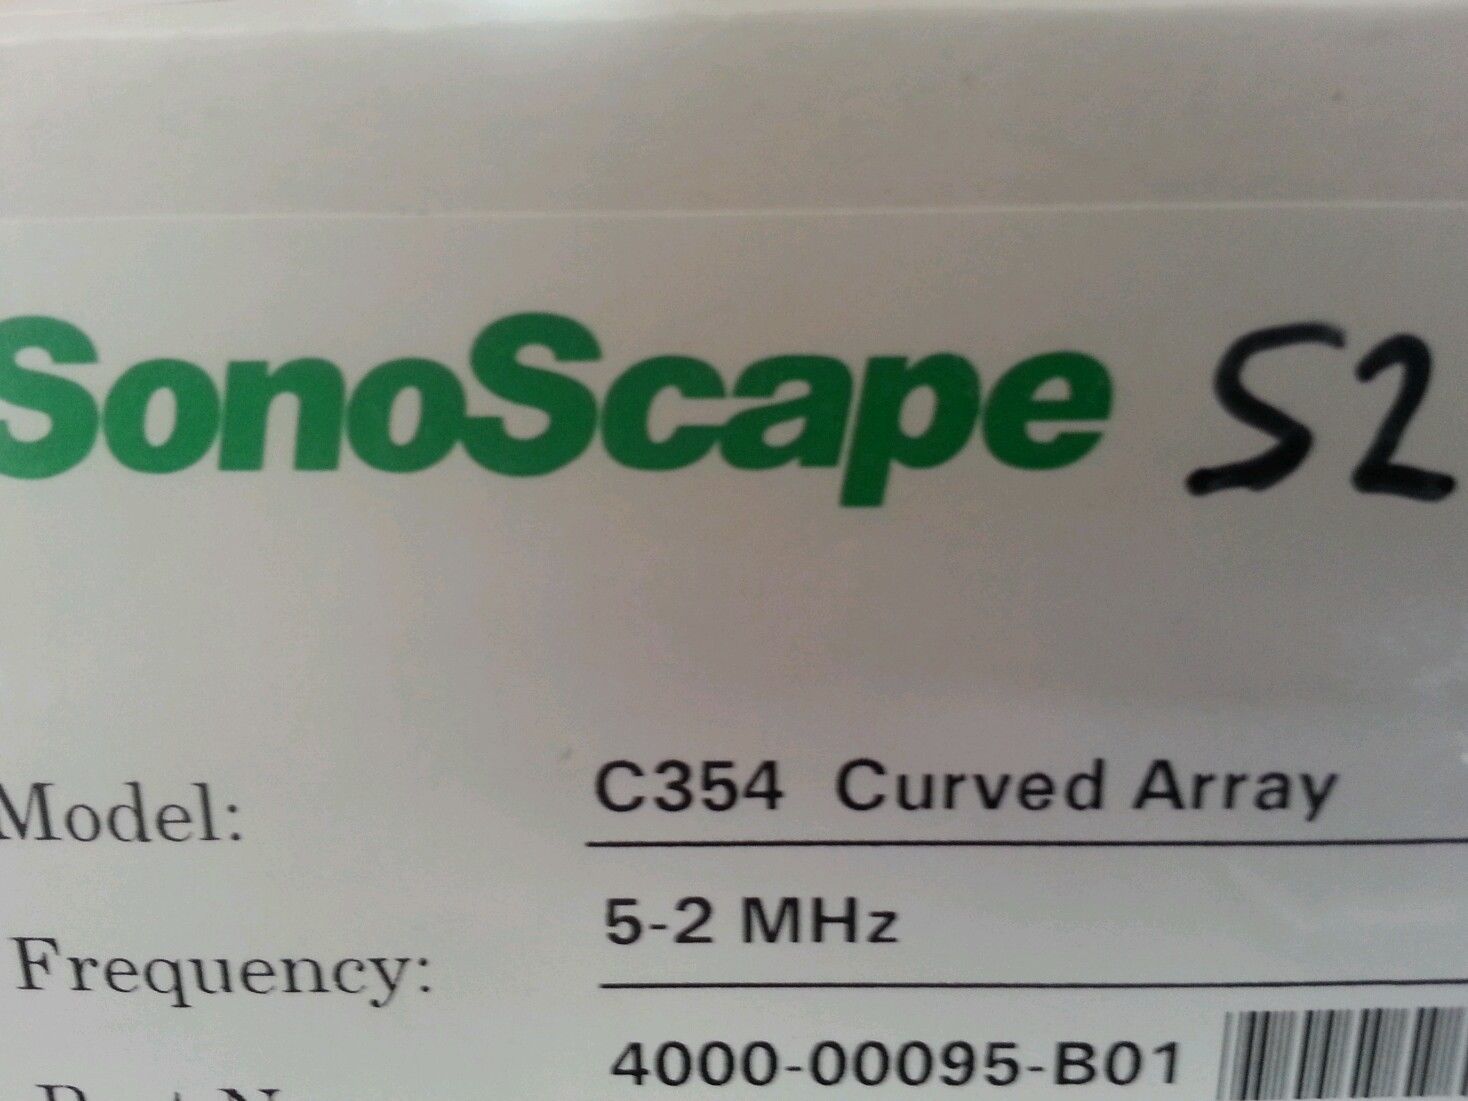 SonoScape S2
Model: C354 Curved Array
Frequency: 5-2 MHz
4000-00095-B01